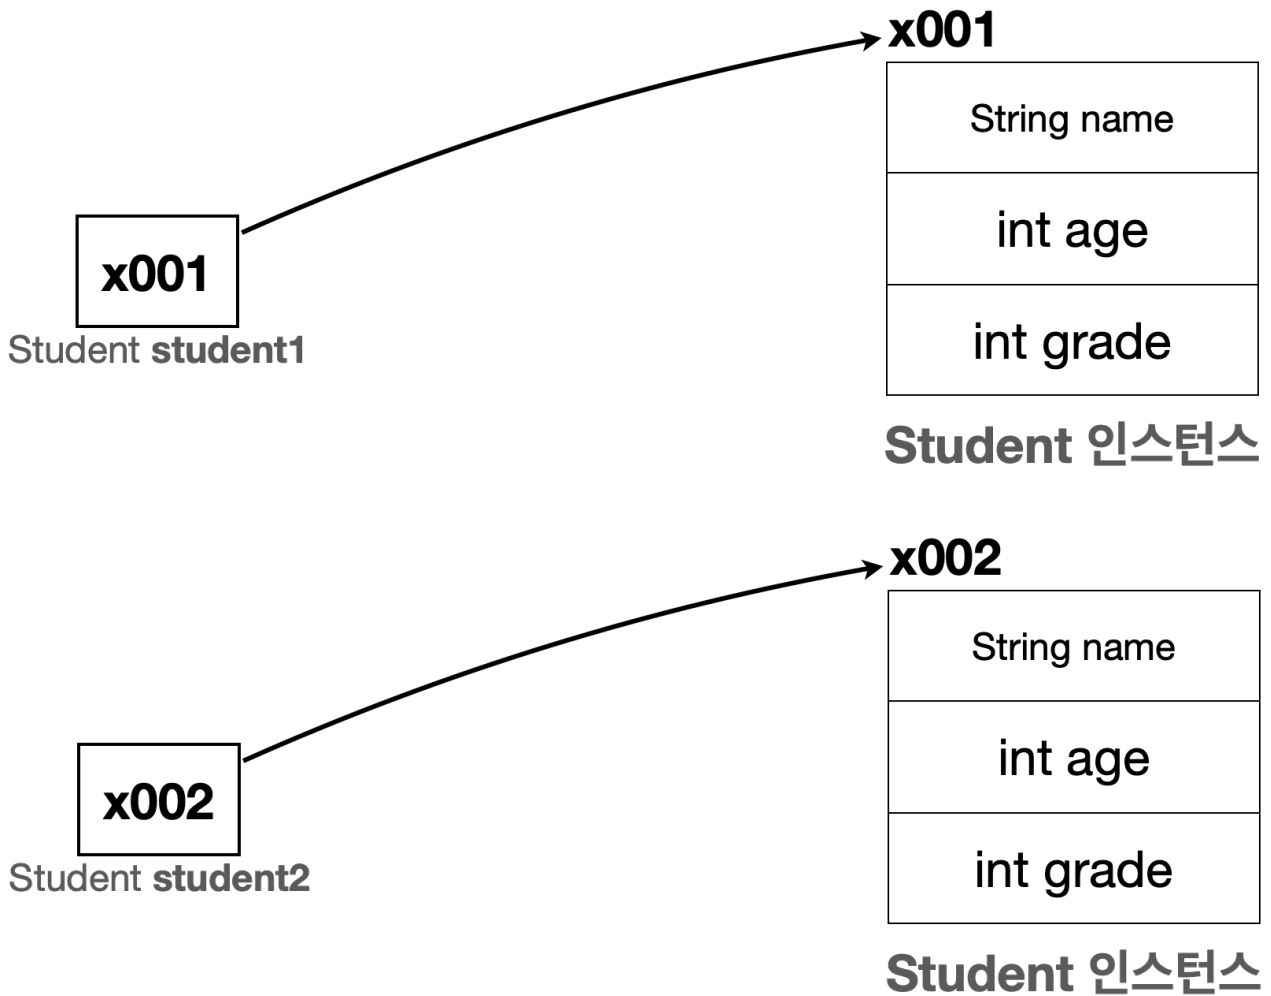 x001
String name
int age
int grade
Student 인스턴스
x001
Student student1
x002
String name
int age
int grade
Student 인스턴스
x002
Student student2